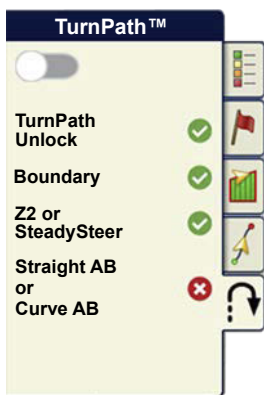 TurnPath™
TurnPath
Unlock
Boundary
Z2 or
SteadySteer
Straight AB
or
Curve AB